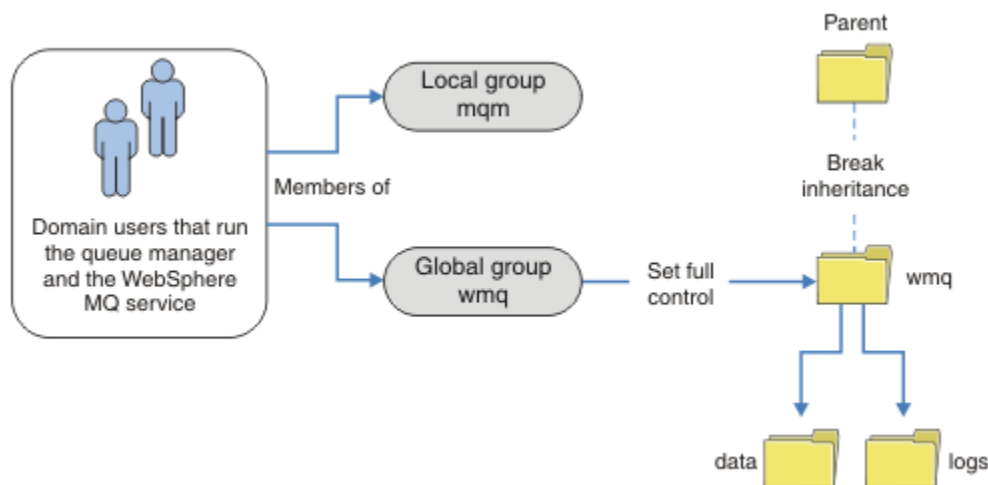 Parent
Local group
mqm
Members of
Break
inheritance
Domain users that run
the queue manager
and the WebSphere
MQ service
Global group
wmq
Set full
control
wmq
data
logs